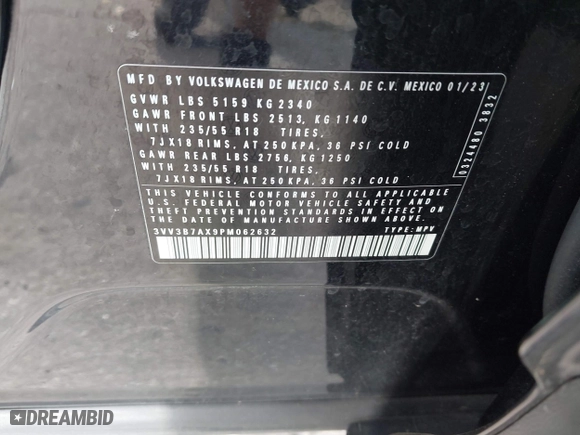 MFD BY VOLKSWAGEN DE MEXICO S.A. DE C.V. MEXICO 01/23
GVWR LBS 5159 KG 2340
GAWR FRONT LBS 2513, KG 1140
WITH 235/55 R18 TIRES,
7JX18 RIMS, AT 250 KPA, 36 PSI COLD
GAWR REAR LBS 2756, KG 1250
WITH 235/55 R18 TIRES,
7JX18 RIMS, AT 250 KPA, 36 PSI COLD
THIS VEHICLE CONFORMS TO ALL APPLICABLE
U.S. FEDERAL MOTOR VEHICLE SAFETY AND
THEFT PREVENTION STANDARDS IN EFFECT ON
THE DATE OF MANUFACTURE SHOWN ABOVE
3VV3B7AX9PM062632 TYPE: MPV
0324480 3832
©DREAMBID